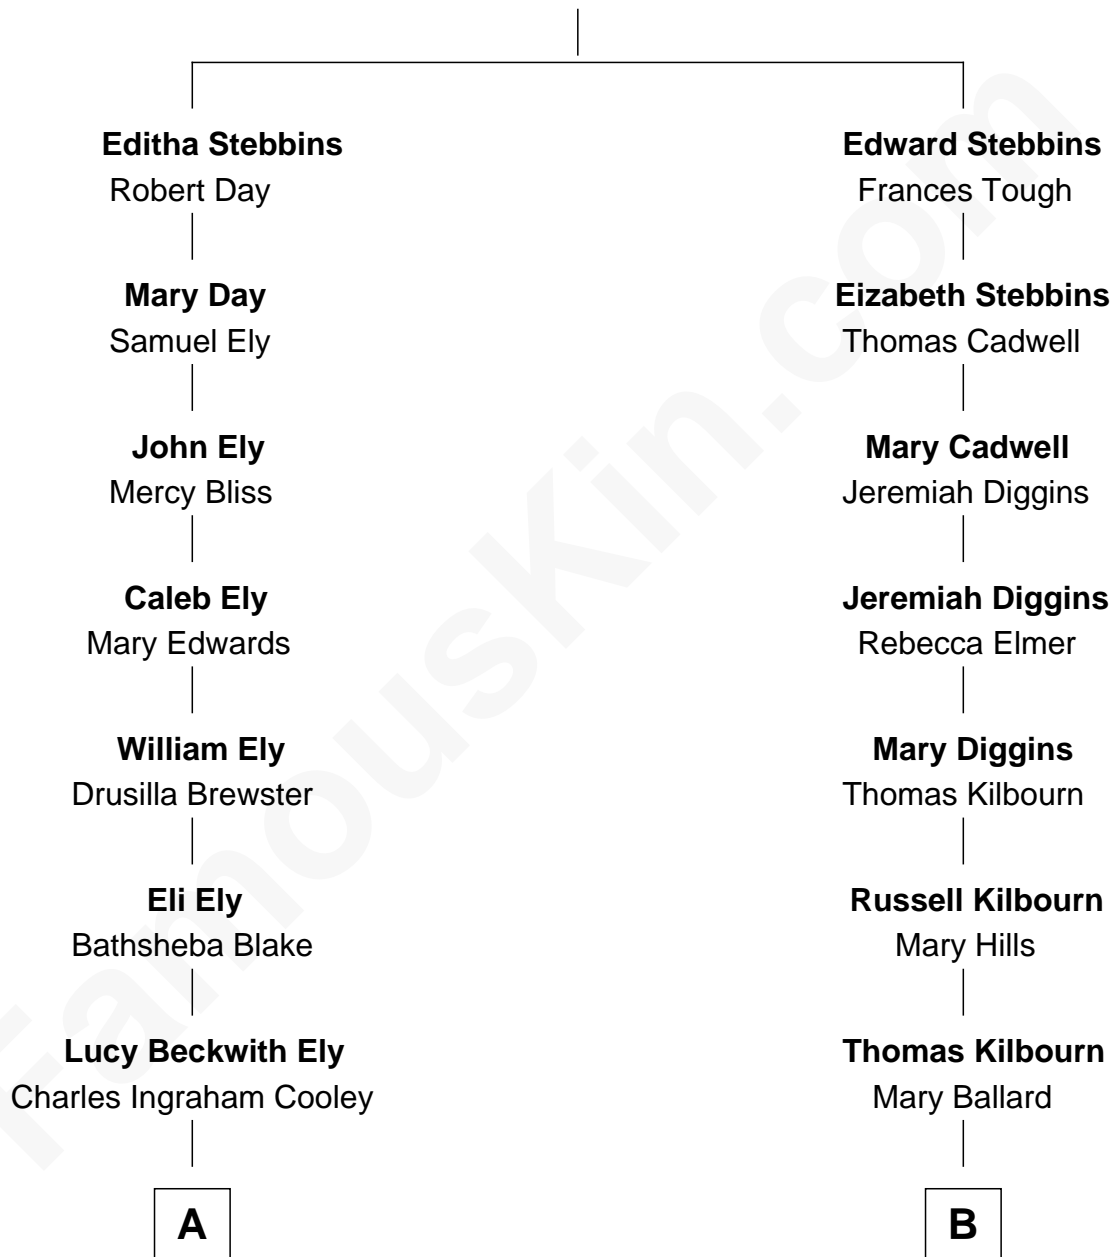 Editha Stebbins
Robert Day
Mary Day
Samuel Ely
John Ely
Mercy Bliss
Caleb Ely
Mary Edwards
William Ely
Drusilla Brewster
Eli Ely
Bathsheba Blake
Lucy Beckwith Ely
Charles Ingraham Cooley
A
Edward Stebbins
Frances Tough
Eizabeth Stebbins
Thomas Cadwell
Mary Cadwell
Jeremiah Diggins
Jeremiah Diggins
Rebecca Elmer
Mary Diggins
Thomas Kilbourn
Russell Kilbourn
Mary Hills
Thomas Kilbourn
Mary Ballard
B
FamousKin.com